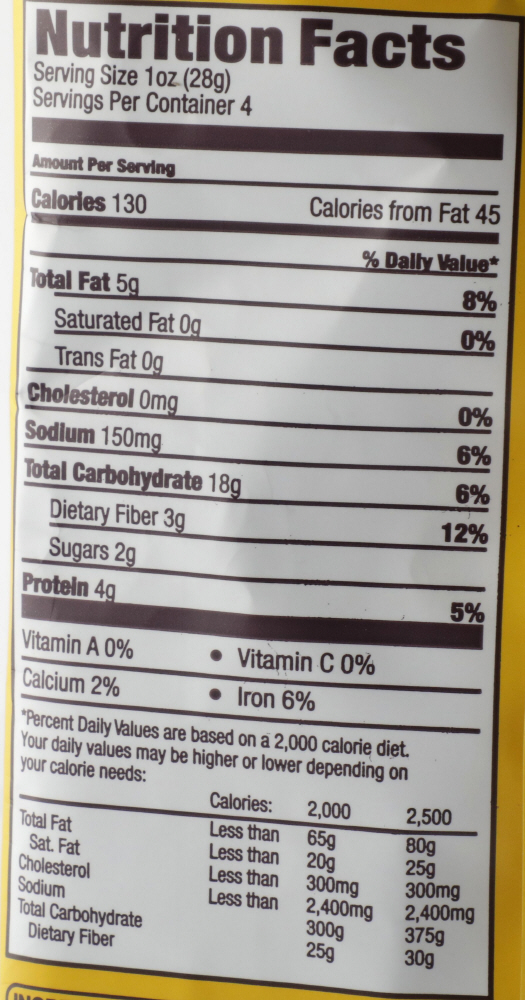 Nutrition Facts
Serving Size 1oz (28g)
Servings Per Container 4
Amount Per Serving
Calories 130 Calories from Fat 45
% Daily Value*
Total Fat 5g 8%
Saturated Fat 0g 0%
Trans Fat 0g
Cholesterol 0mg 0%
Sodium 150mg 6%
Total Carbohydrate 18g 6%
Dietary Fiber 3g 12%
Sugars 2g
Protein 4g 5%
Vitamin A 0% • Vitamin C 0%
Calcium 2% • Iron 6%
*Percent Daily Values are based on a 2,000 calorie diet.
Your daily values may be higher or lower depending on
your calorie needs:
Calories: 2,000 2,500
Total Fat Less than 65g 80g
Sat. Fat Less than 20g 25g
Cholesterol Less than 300mg 300mg
Sodium Less than 2,400mg 2,400mg
Total Carbohydrate 300g 375g
Dietary Fiber 25g 30g